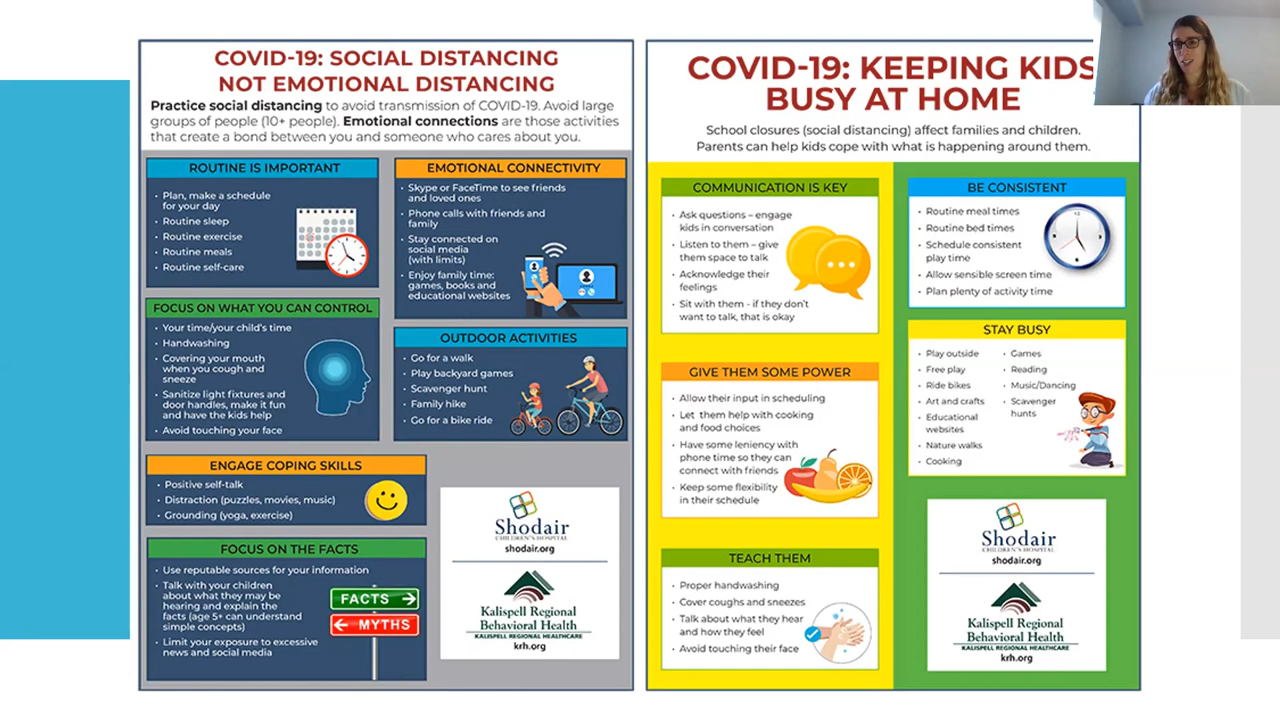 COVID-19: SOCIAL DISTANCING
NOT EMOTIONAL DISTANCING
Practice social distancing to avoid transmission of COVID-19. Avoid large
groups of people (10+ people). Emotional connections are those activities
that create a bond between you and someone who cares about you.
ROUTINE IS IMPORTANT
• Plan, make a schedule
for your day
• Routine sleep
• Routine exercise
• Routine meals
• Routine self-care
EMOTIONAL CONNECTIVITY
• Skype or FaceTime to see friends
and loved ones
• Phone calls with friends and
family
• Stay connected on
social media
(with limits)
• Enjoy family time:
games, books and
educational websites
FOCUS ON WHAT YOU CAN CONTROL
• Your time/your child's time
• Handwashing
• Covering your mouth
when you cough and
sneeze
• Sanitize light fixtures and
door handles, make it fun
and have the kids help
• Avoid touching your face
OUTDOOR ACTIVITIES
• Go for a walk
• Play backyard games
• Scavenger hunt
• Family hike
• Go for a bike ride
ENGAGE COPING SKILLS
• Positive self-talk
• Distraction (puzzles, movies, music)
• Grounding (yoga, exercise)
FOCUS ON THE FACTS
• Use reputable sources for your information
• Talk with your children
about what they may be
hearing and explain the
facts (age 5+ can understand
simple concepts)
• Limit your exposure to excessive
news and social media
FACTS
MYTHS
Shodair
CHILDREN'S HOSPITAL
shodair.org
Kalispell Regional
Behavioral Health
KALISPELL REGIONAL HEALTHCARE
krh.org
COVID-19: KEEPING KIDS
BUSY AT HOME
School closures (social distancing) affect families and children.
Parents can help kids cope with what is happening around them.
COMMUNICATION IS KEY
• Ask questions – engage
kids in conversation
• Listen to them – give
them space to talk
• Acknowledge their
feelings
• Sit with them - if they don't
want to talk, that is okay
GIVE THEM SOME POWER
• Allow their input in scheduling
• Let them help with cooking
and food choices
• Have some leniency with
phone time so they can
connect with friends
• Keep some flexibility
in their schedule
TEACH THEM
• Proper handwashing
• Cover coughs and sneezes
• Talk about what they hear
and how they feel
• Avoid touching their face
BE CONSISTENT
• Routine meal times
• Routine bed times
• Schedule consistent
play time
• Allow sensible screen time
• Plan plenty of activity time
12
3
6
9
STAY BUSY
• Play outside
• Free play
• Ride bikes
• Art and crafts
• Educational
websites
• Nature walks
• Cooking
• Games
• Reading
• Music/Dancing
• Scavenger
hunts
Shodair
CHILDREN'S HOSPITAL
shodair.org
Kalispell Regional
Behavioral Health
KALISPELL REGIONAL HEALTHCARE
krh.org